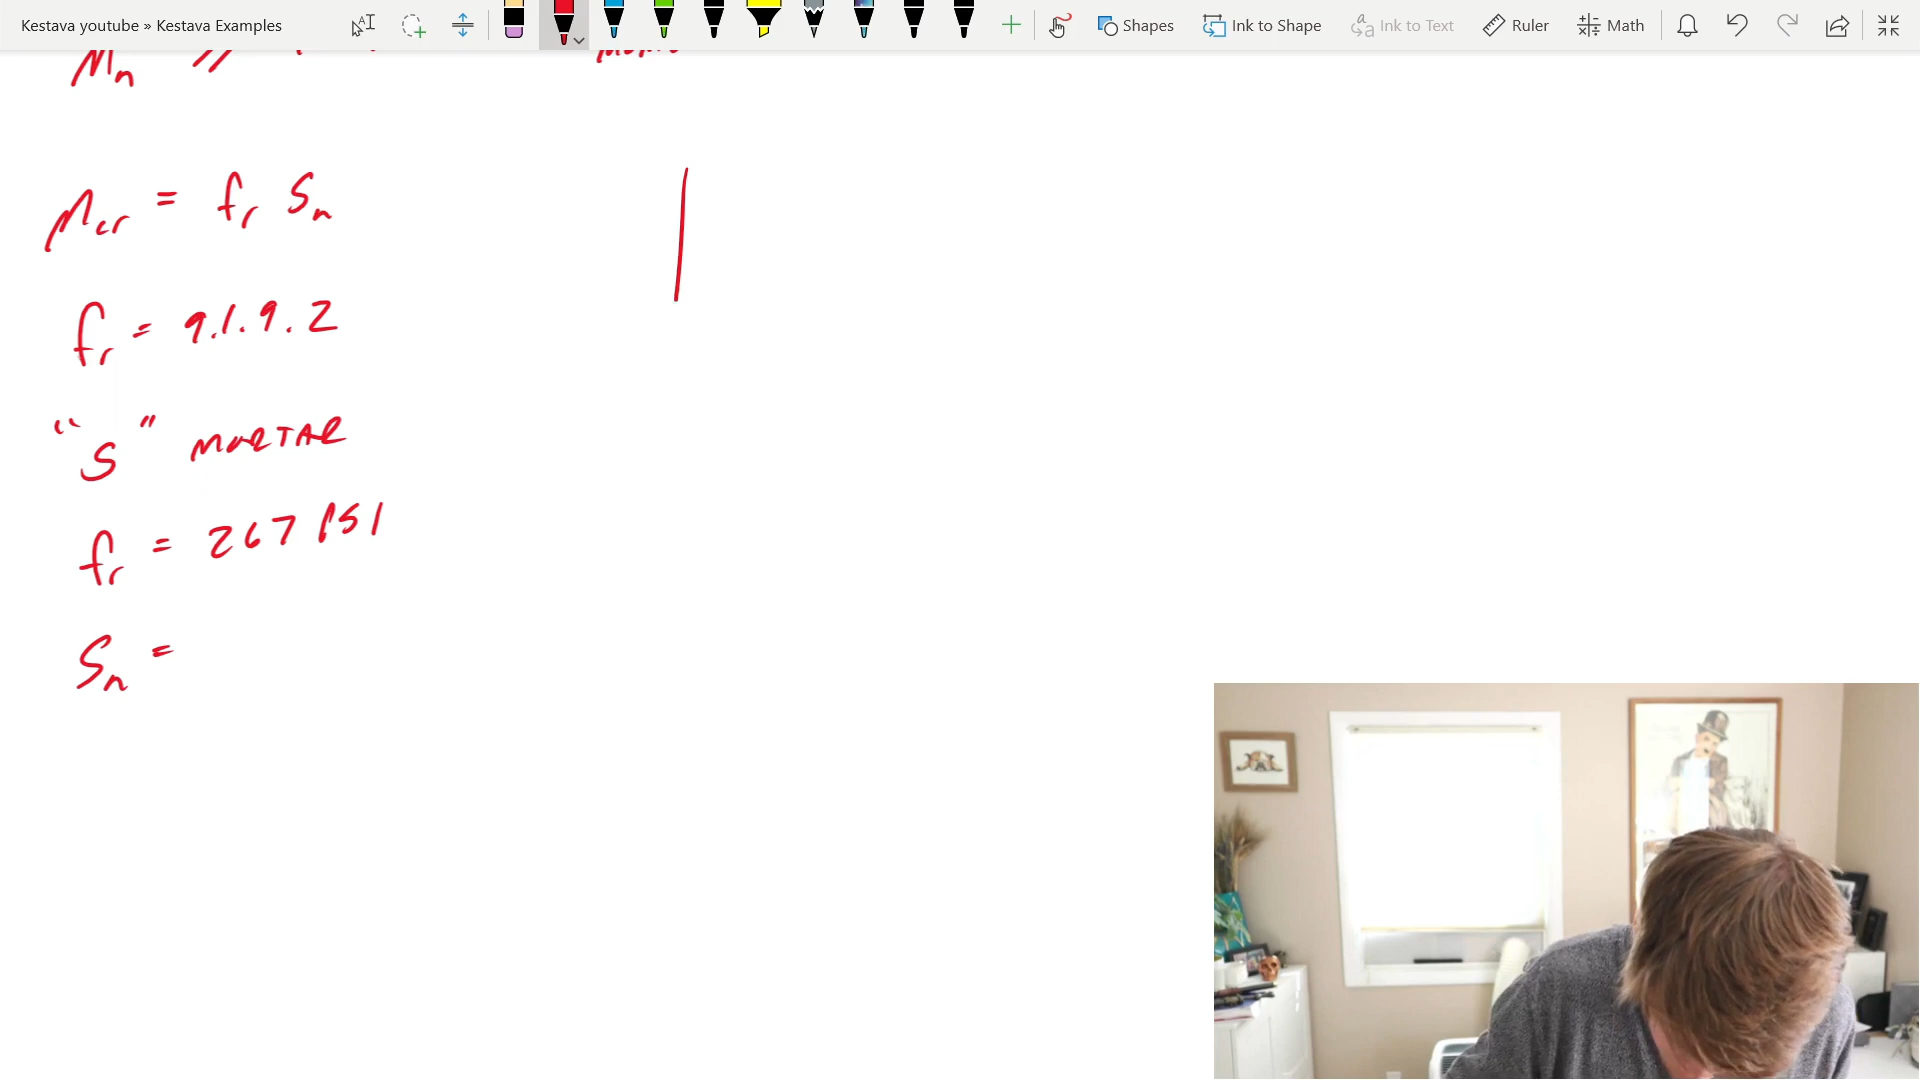 Kestava youtube » Kestava Examples
Shapes
Ink to Shape
Ink to Text
Ruler
Math
Mn
Mcr = fr Sn
fr = 9.1.9.2
"S" MORTAR
fr = 267 PSI
Sn =